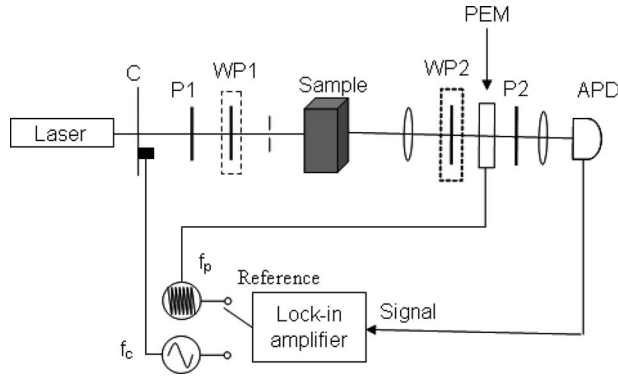 PEM
C
P1
WP1
Sample
WP2
P2
APD
Laser
fp
Reference
Lock-in
amplifier
Signal
fc